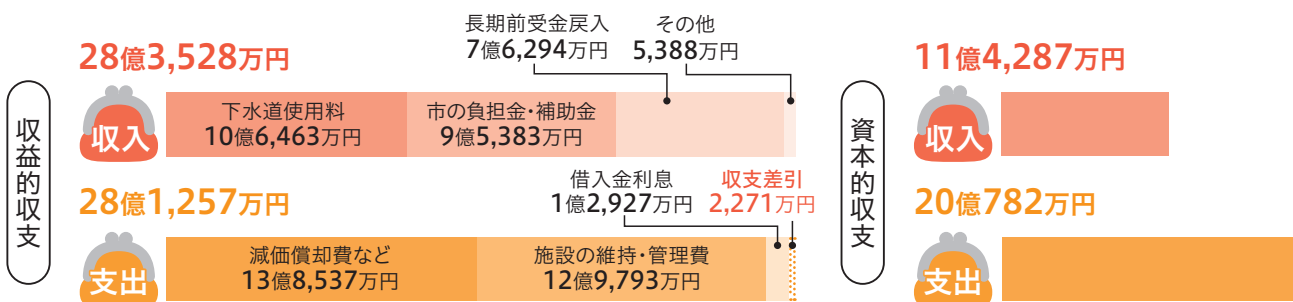 収益的収支
28億3,528万円
収入
下水道使用料
10億6,463万円
市の負担金・補助金
9億5,383万円
長期前受金戻入
7億6,294万円
その他
5,388万円
28億1,257万円
支出
減価償却費など
13億8,537万円
施設の維持・管理費
12億9,793万円
借入金利息
1億2,927万円
収支差引
2,271万円
資本的収支
11億4,287万円
収入
20億782万円
支出